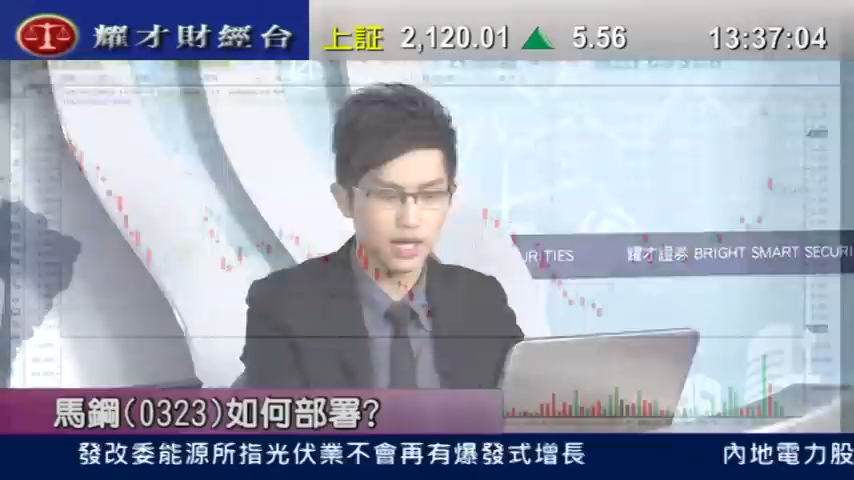 耀才財經台
上証 2,120.01 5.56 13:37:04
URITIES 耀才證券 BRIGHT SMART SECURI
馬鋼(0323)如何部署?
發改委能源所指光伏業不會再有爆發式增長 內地電力股